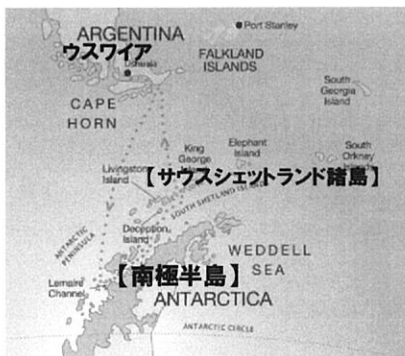 ARGENTINA
Port Stanley
ウスワイア
Ushuaia
FALKLAND
ISLANDS
CAPE
HORN
South
Georgia
Island
King
George
Elephant
Island
South
Orkney
Livingston
Island
【サウスシェットランド諸島】
SOUTH SHETLAND
Deception
Island
ANTARCTIC
PENINSULA
WEDDELL
SEA
【南極半島】
Lemaire
Channel
ANTARCTICA
ANTARCTIC CIRCLE